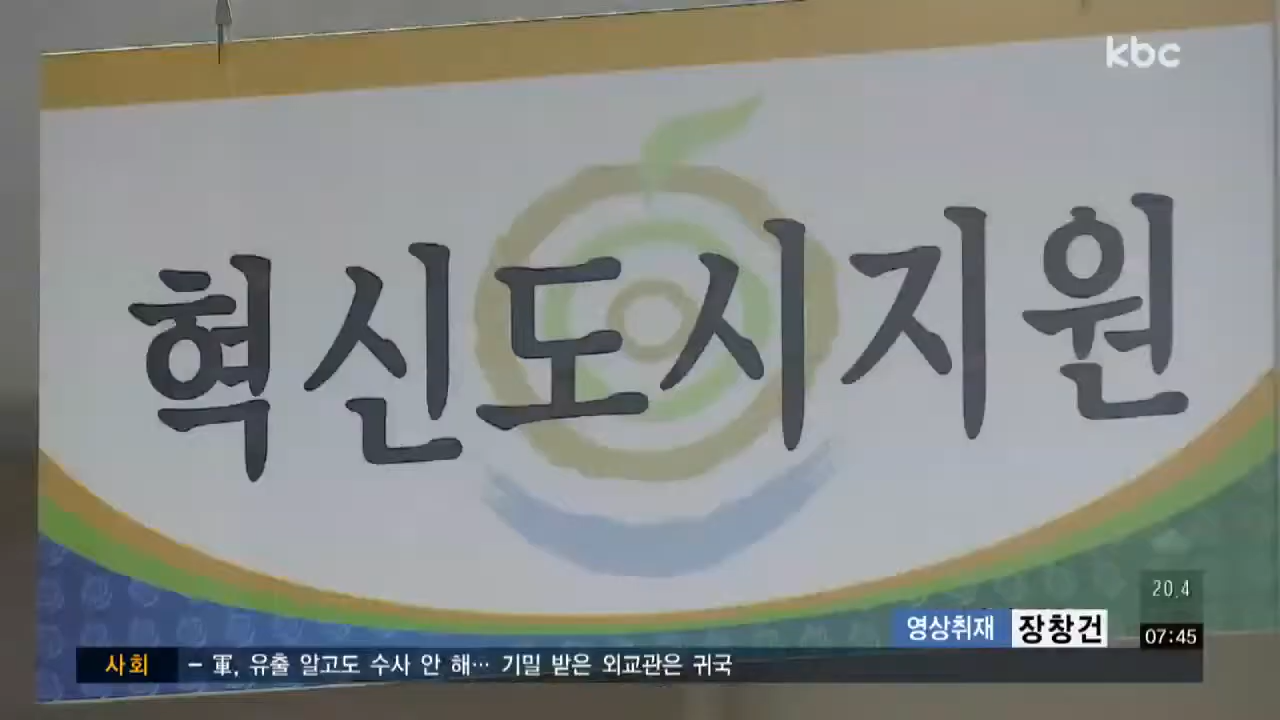 kbc
혁신도시지원
20.4
영상취재 장창건
07:45
사회 - 軍, 유출 알고도 수사 안 해… 기밀 받은 외교관은 귀국